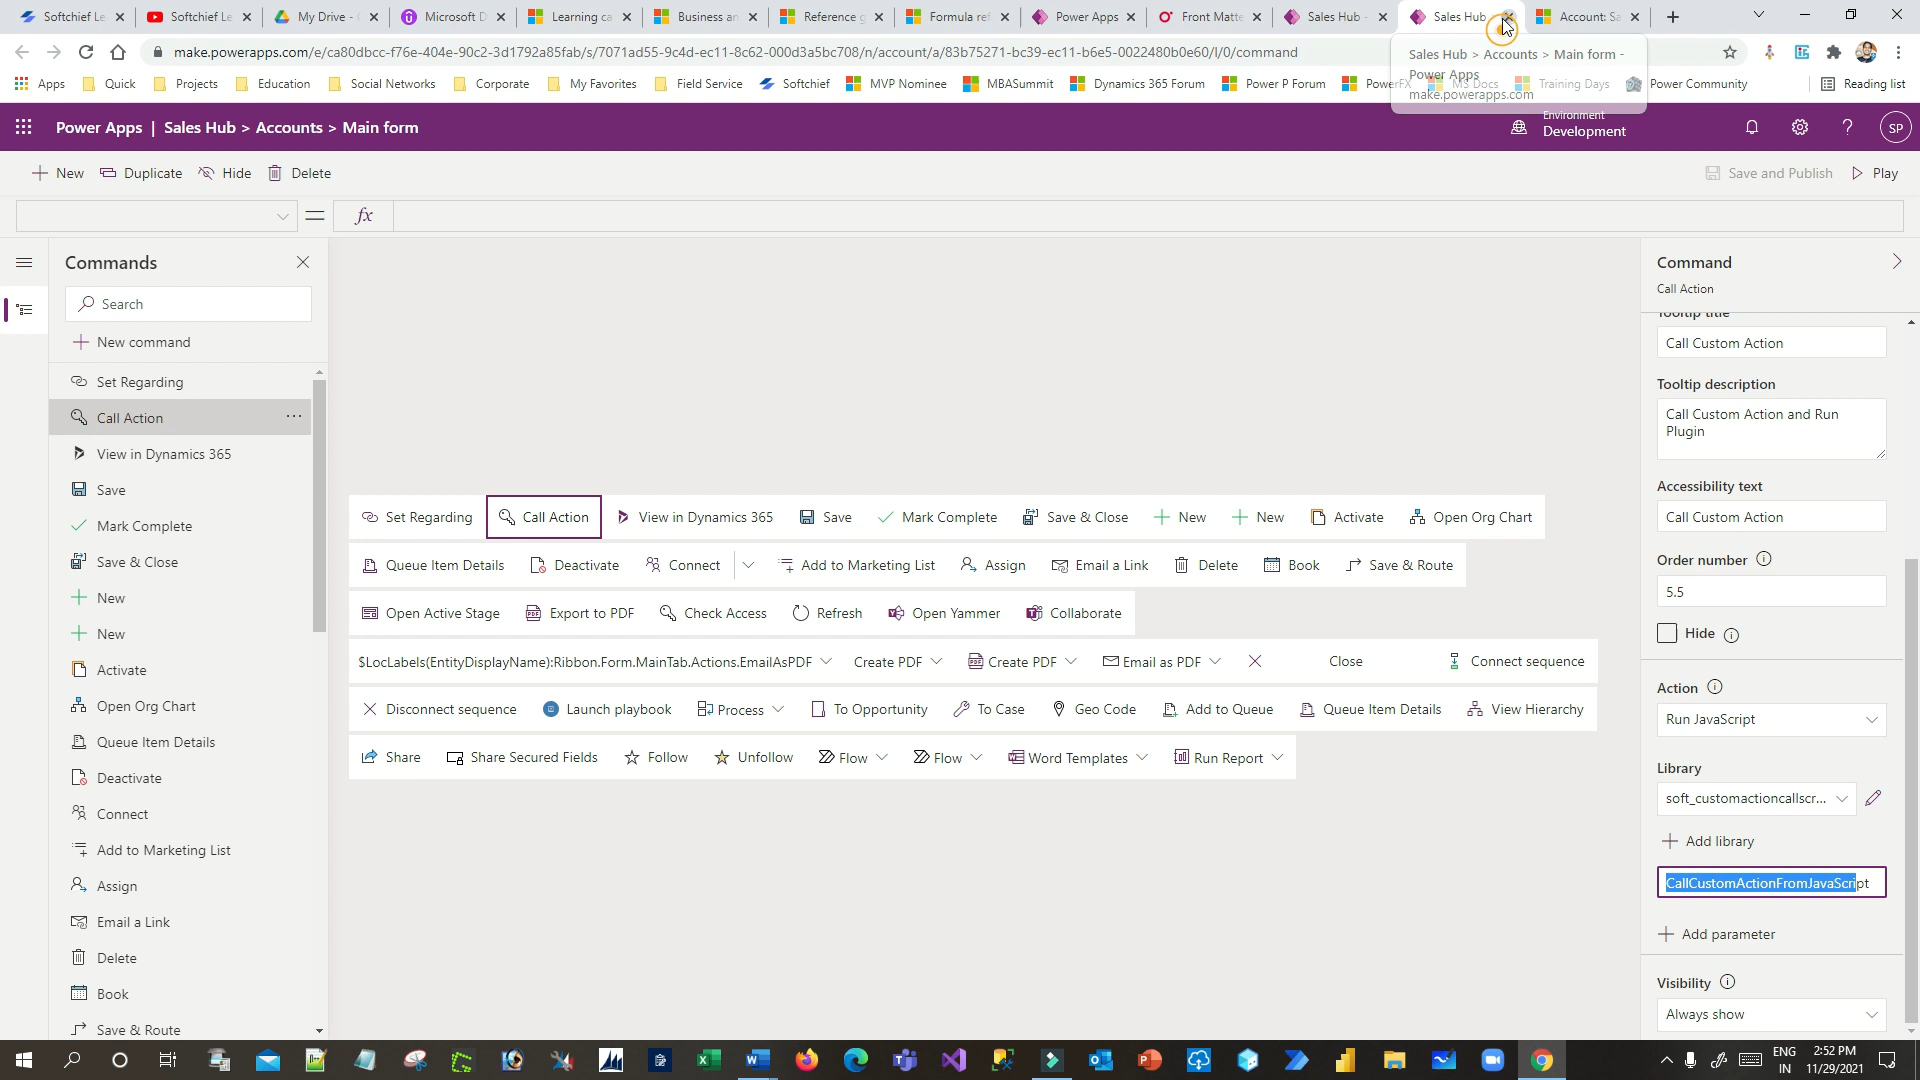 Softchief Le
Softchief Le
My Drive -
Microsoft D
Learning ca
Business an
Reference g
Formula ref
Power Apps
Front Matte
Sales Hub -
Sales Hub
Account: Sa
make.powerapps.com/e/ca80dbcc-f76e-404e-90c2-3d1792a85fab/s/7071ad55-9c4d-ec11-8c62-000d3a5bc708/n/account/a/83b75271-bc39-ec11-b6e5-0022480b0e60/l/0/command
Sales Hub > Accounts > Main form -
Power Apps
make.powerapps.com
Apps
Quick
Projects
Education
Social Networks
Corporate
My Favorites
Field Service
Softchief
MVP Nominee
MBASummit
Dynamics 365 Forum
Power P Forum
PowerFX
MS Docs
Training Days
Power Community
Reading list
Power Apps | Sales Hub > Accounts > Main form
Environment
Development
SP
New
Duplicate
Hide
Delete
Save and Publish
Play
fx
Commands
Search
New command
Set Regarding
Call Action
View in Dynamics 365
Save
Mark Complete
Save & Close
New
New
Activate
Open Org Chart
Queue Item Details
Deactivate
Connect
Add to Marketing List
Assign
Email a Link
Delete
Book
Save & Route
Set Regarding
Call Action
View in Dynamics 365
Save
Mark Complete
Save & Close
New
New
Activate
Open Org Chart
Queue Item Details
Deactivate
Connect
Add to Marketing List
Assign
Email a Link
Delete
Book
Save & Route
Open Active Stage
Export to PDF
Check Access
Refresh
Open Yammer
Collaborate
$LocLabels(EntityDisplayName):Ribbon.Form.MainTab.Actions.EmailAsPDF
Create PDF
Create PDF
Email as PDF
Close
Connect sequence
Disconnect sequence
Launch playbook
Process
To Opportunity
To Case
Geo Code
Add to Queue
Queue Item Details
View Hierarchy
Share
Share Secured Fields
Follow
Unfollow
Flow
Flow
Word Templates
Run Report
Command
Call Action
Tooltip title
Call Custom Action
Tooltip description
Call Custom Action and Run
Plugin
Accessibility text
Call Custom Action
Order number
5.5
Hide
Action
Run JavaScript
Library
soft_customactioncallscr...
Add library
CallCustomActionFromJavaScript
Add parameter
Visibility
Always show
ENG
IN
2:52 PM
11/29/2021